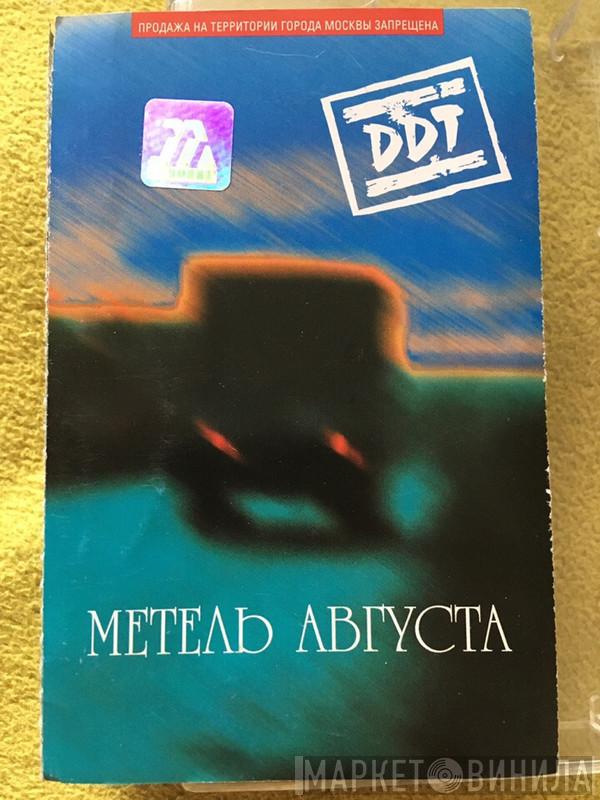 ПРОДАЖА НА ТЕРРИТОРИИ ГОРОДА МОСКВЫ ЗАПРЕЩЕНА
DDT
МЕТЕЛЬ АВГУСТА
МАРКЕТ ВИНИЛА